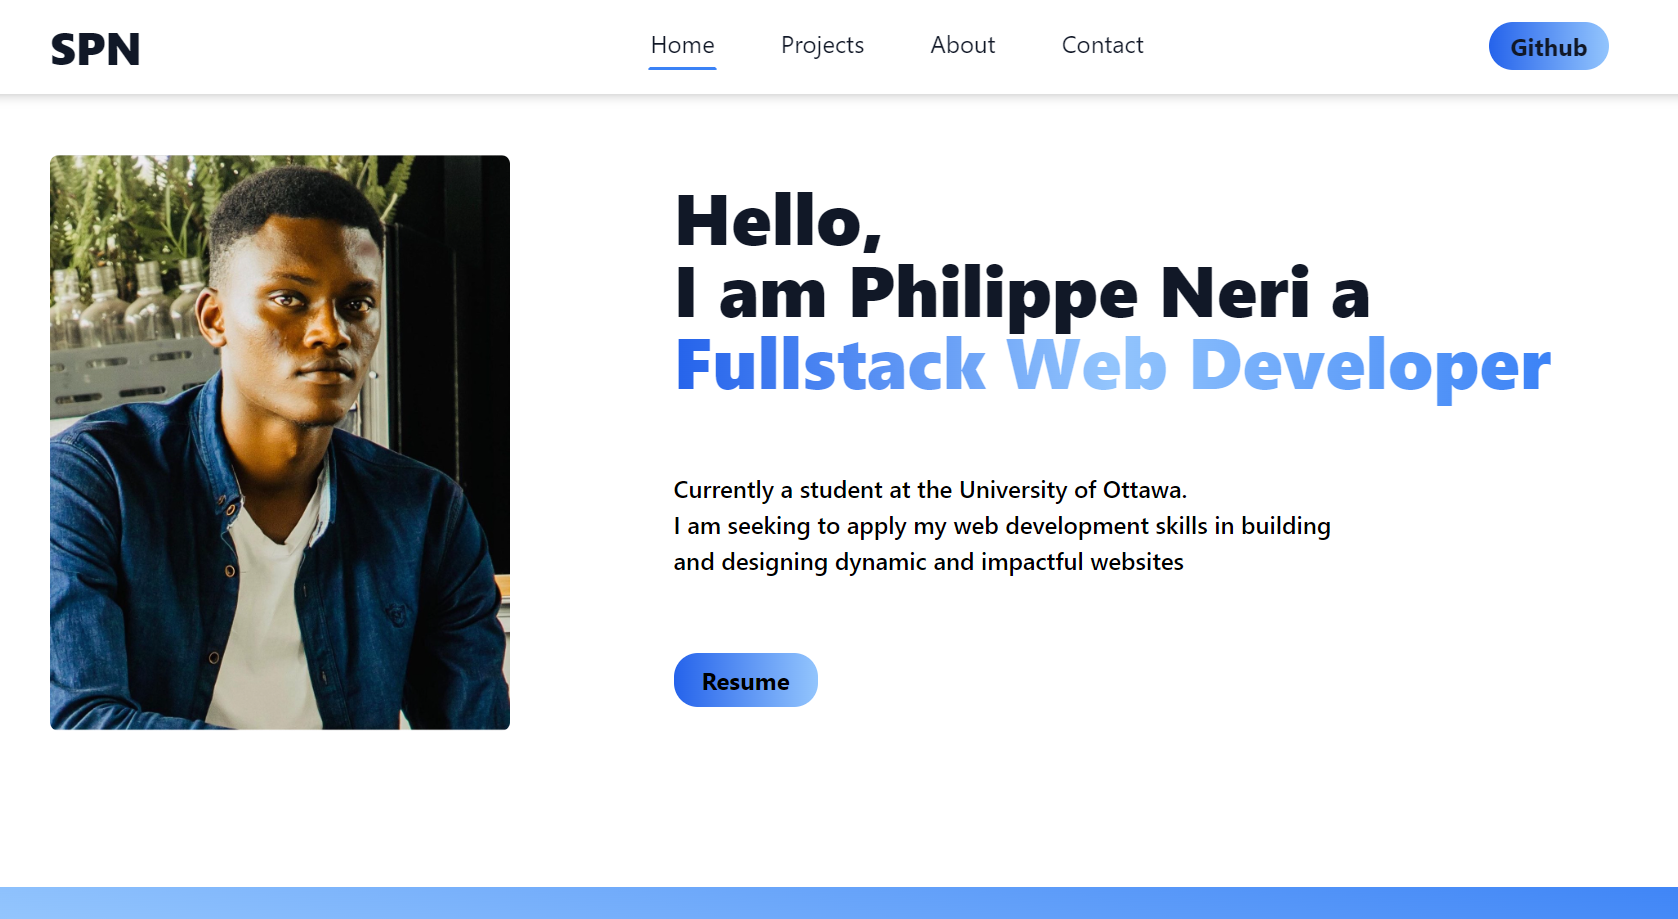 SPN
Home
Projects
About
Contact
Github
Hello,
I am Philippe Neri a
Fullstack Web Developer
Currently a student at the University of Ottawa.
I am seeking to apply my web development skills in building
and designing dynamic and impactful websites
Resume